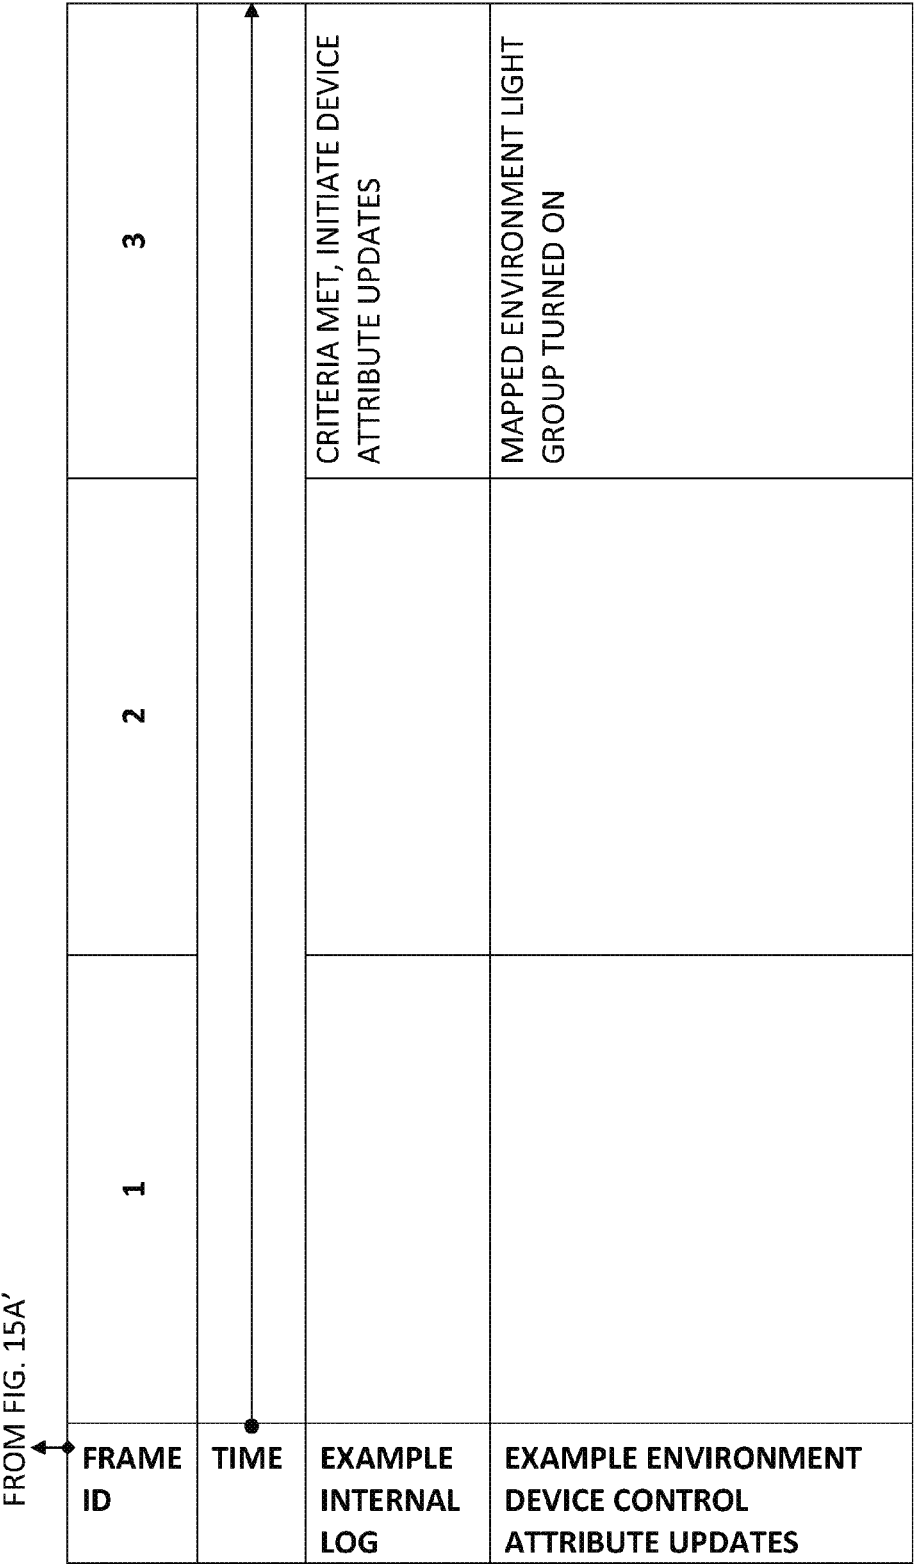 FROM FIG. 15A’
FRAME
ID
1
2
3
TIME
EXAMPLE
INTERNAL
LOG
CRITERIA MET, INITIATE DEVICE
ATTRIBUTE UPDATES
EXAMPLE ENVIRONMENT
DEVICE CONTROL
ATTRIBUTE UPDATES
MAPPED ENVIRONMENT LIGHT
GROUP TURNED ON